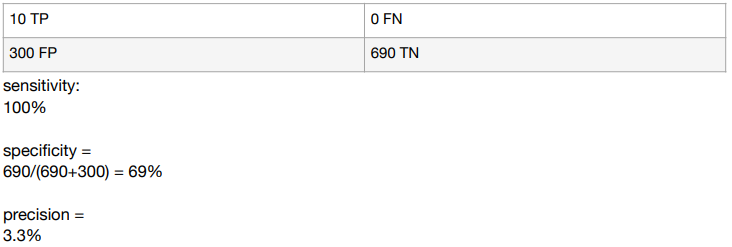 10 TP 0 FN
300 FP 690 TN
sensitivity:
100%
specificity =
690/(690+300) = 69%
precision =
3.3%